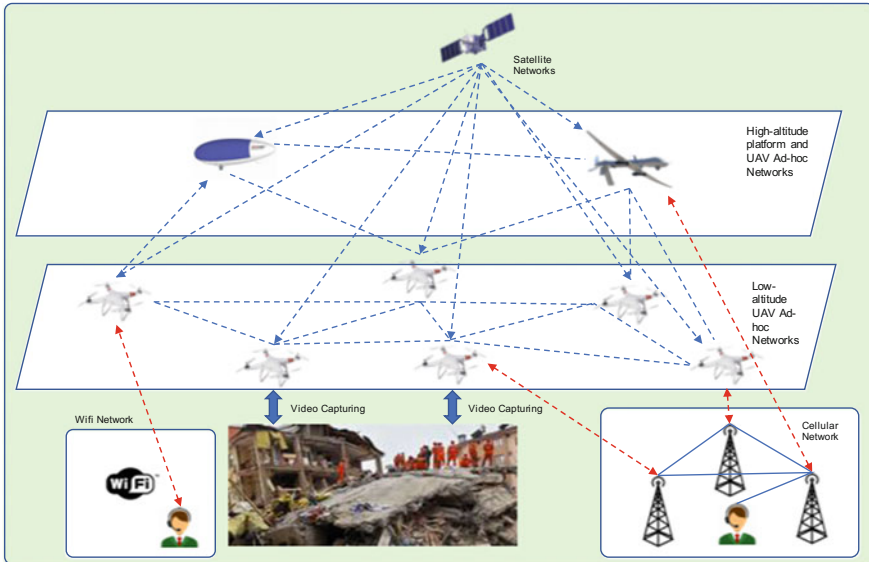 Satellite
Networks
High-altitude
platform and
UAV Ad-hoc
Networks
Low-
altitude
UAV Ad-
hoc
Networks
Video Capturing
Video Capturing
Wifi Network
Cellular
Network
WiFi